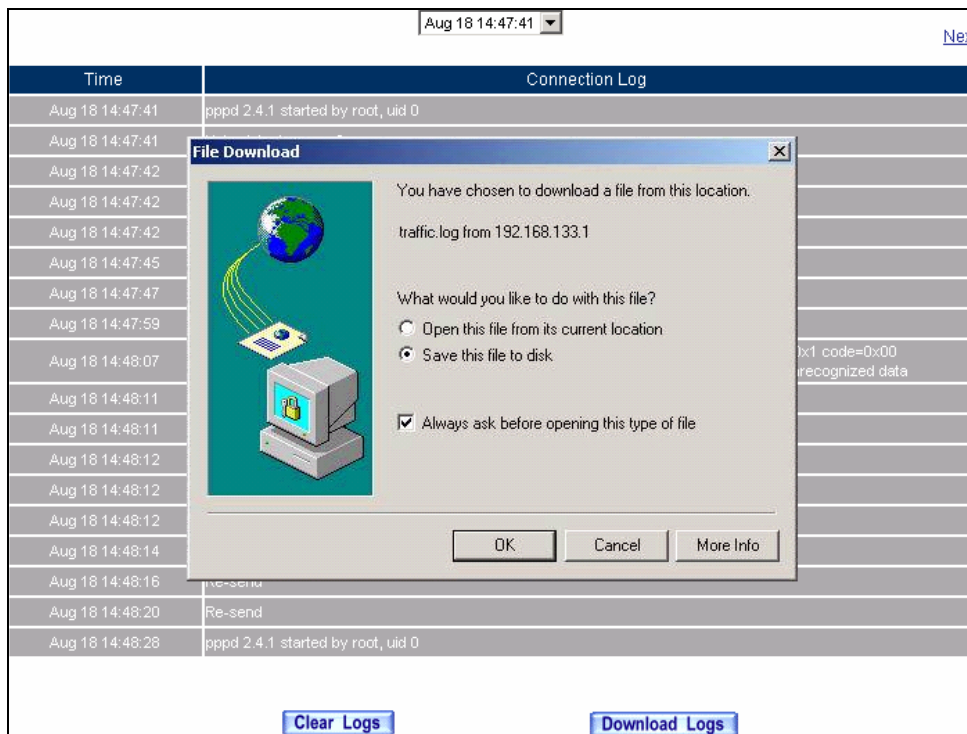 Aug 18 14:47:41
Time Connection Log
Aug 18 14:47:41 pppd 2.4.1 started by root, uid 0
Aug 18 14:47:41
Aug 18 14:47:42
Aug 18 14:47:42
Aug 18 14:47:42
Aug 18 14:47:45
Aug 18 14:47:47
Aug 18 14:47:59
Aug 18 14:48:07 code=0x00
data
Aug 18 14:48:11
Aug 18 14:48:11
Aug 18 14:48:12
Aug 18 14:48:12
Aug 18 14:48:12
Aug 18 14:48:14
Aug 18 14:48:16 Re-send
Aug 18 14:48:20 Re-send
Aug 18 14:48:28 pppd 2.4.1 started by root, uid 0
File Download
You have chosen to download a file from this location.
traffic.log from 192.168.133.1
What would you like to do with this file?
Open this file from its current location
Save this file to disk
Always ask before opening this type of file
OK Cancel More Info
Clear Logs Download Logs